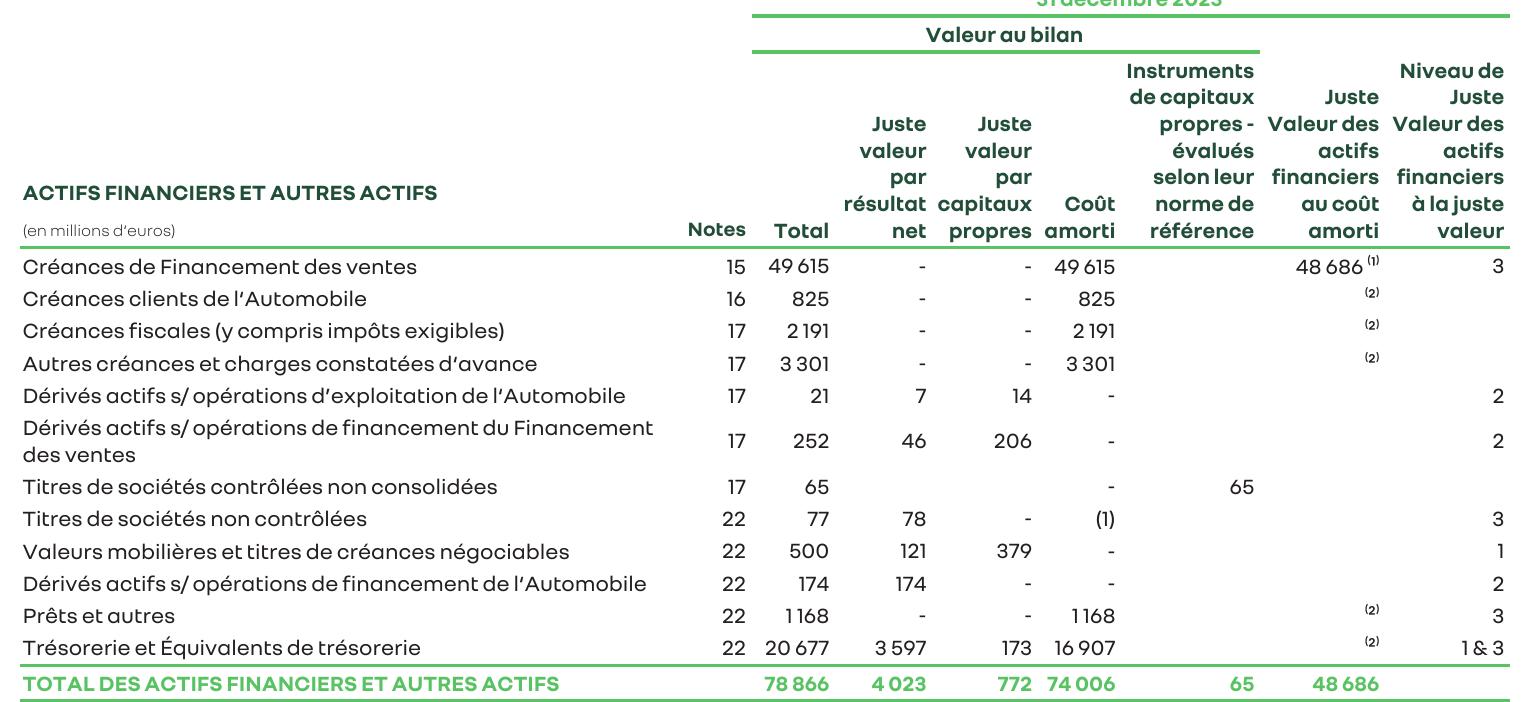 31 décembre 2023
Valeur au bilan
ACTIFS FINANCIERS ET AUTRES ACTIFS
(en millions d'euros)
Notes
Total
Juste
valeur
par
résultat
net
Juste
valeur
par
capitaux
propres
Coût
amorti
Instruments
de capitaux
propres -
évalués
selon leur
norme de
référence
Juste
Valeur des
actifs
financiers
au coût
amorti
Niveau de
Juste
Valeur des
actifs
financiers
à la juste
valeur
Créances de Financement des ventes 15 49 615 - - 49 615 48 686 (1) 3
Créances clients de l'Automobile 16 825 - - 825 (2)
Créances fiscales (y compris impôts exigibles) 17 2 191 - - 2 191 (2)
Autres créances et charges constatées d'avance 17 3 301 - - 3 301 (2)
Dérivés actifs s/ opérations d'exploitation de l'Automobile 17 21 7 14 - 2
Dérivés actifs s/ opérations de financement du Financement
des ventes 17 252 46 206 - 2
Titres de sociétés contrôlées non consolidées 17 65 - 65
Titres de sociétés non contrôlées 22 77 78 - (1) 3
Valeurs mobilières et titres de créances négociables 22 500 121 379 - 1
Dérivés actifs s/ opérations de financement de l'Automobile 22 174 174 - - 2
Prêts et autres 22 1 168 - - 1 168 (2) 3
Trésorerie et Équivalents de trésorerie 22 20 677 3 597 173 16 907 (2) 1 & 3
TOTAL DES ACTIFS FINANCIERS ET AUTRES ACTIFS 78 866 4 023 772 74 006 65 48 686